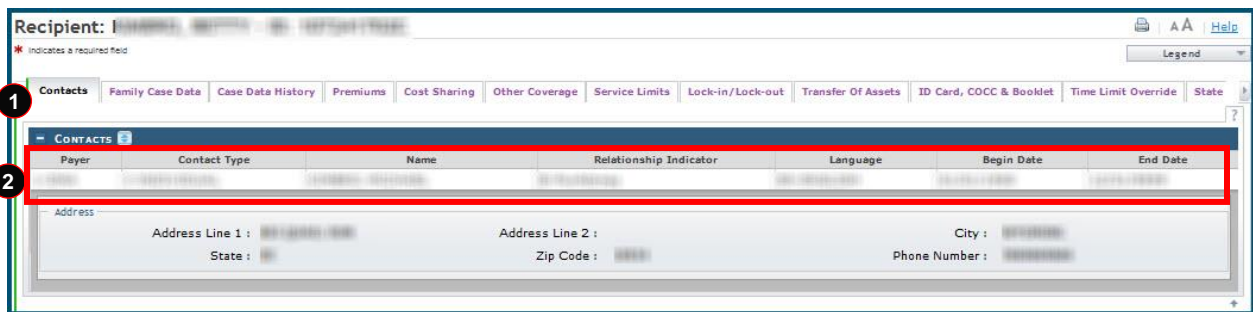 Recipient:
AA Help
* Indicates a required field
Legend
1
Contacts Family Case Data Case Data History Premiums Cost Sharing Other Coverage Service Limits Lock-in/Lock-out Transfer Of Assets ID Card, COCC & Booklet Time Limit Override State
?
CONTACTS
Payer Contact Type Name Relationship Indicator Language Begin Date End Date
2
Address
Address Line 1 : Address Line 2 : City :
State : Zip Code : Phone Number :